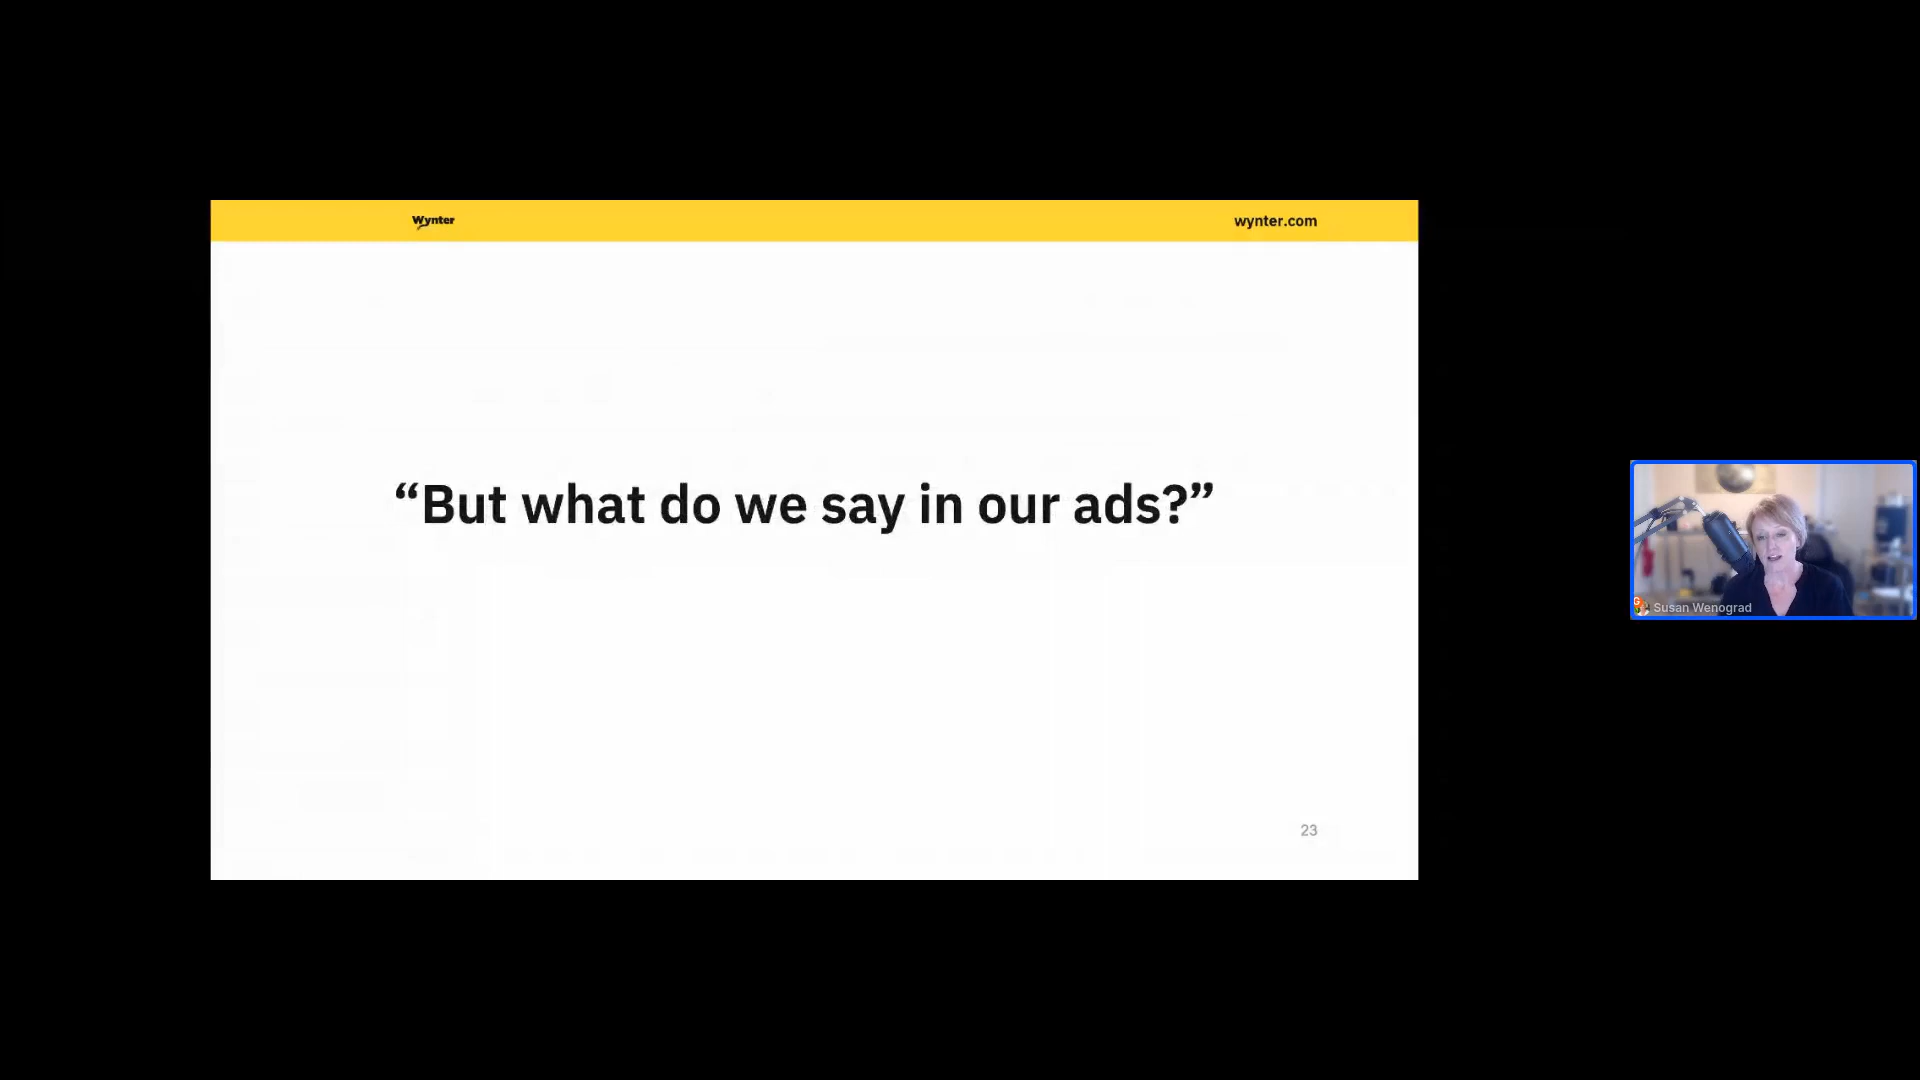 Wynter
wynter.com
“But what do we say in our ads?”
23
Susan Wenograd